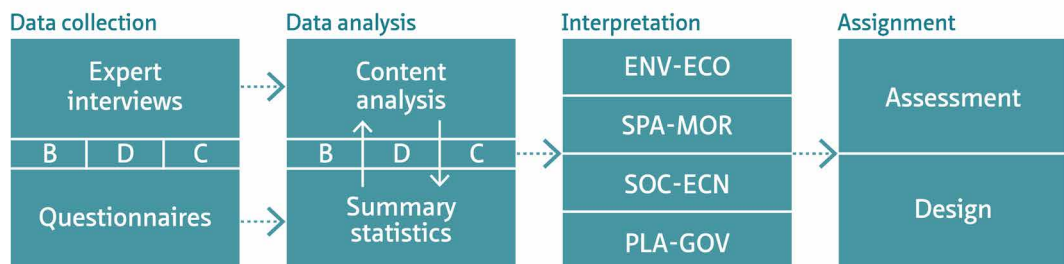 Data collection
Expert
interviews
B D C
Questionnaires
Data analysis
Content
analysis
B D C
Summary
statistics
Interpretation
ENV-ECO
SPA-MOR
SOC-ECN
PLA-GOV
Assignment
Assessment
Design